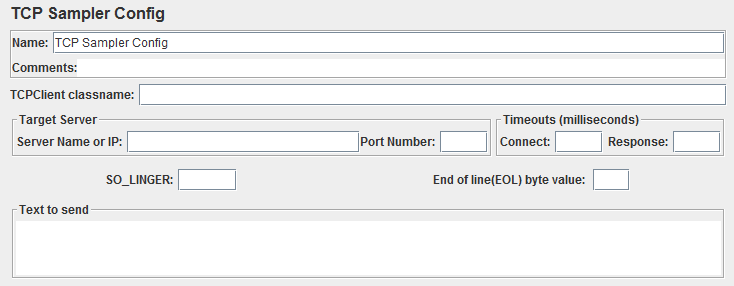 TCP Sampler Config
Name: TCP Sampler Config
Comments:
TCPClient classname:
Target Server Timeouts (milliseconds)
Server Name or IP: Port Number: Connect: Response:
SO_LINGER: End of line(EOL) byte value:
Text to send